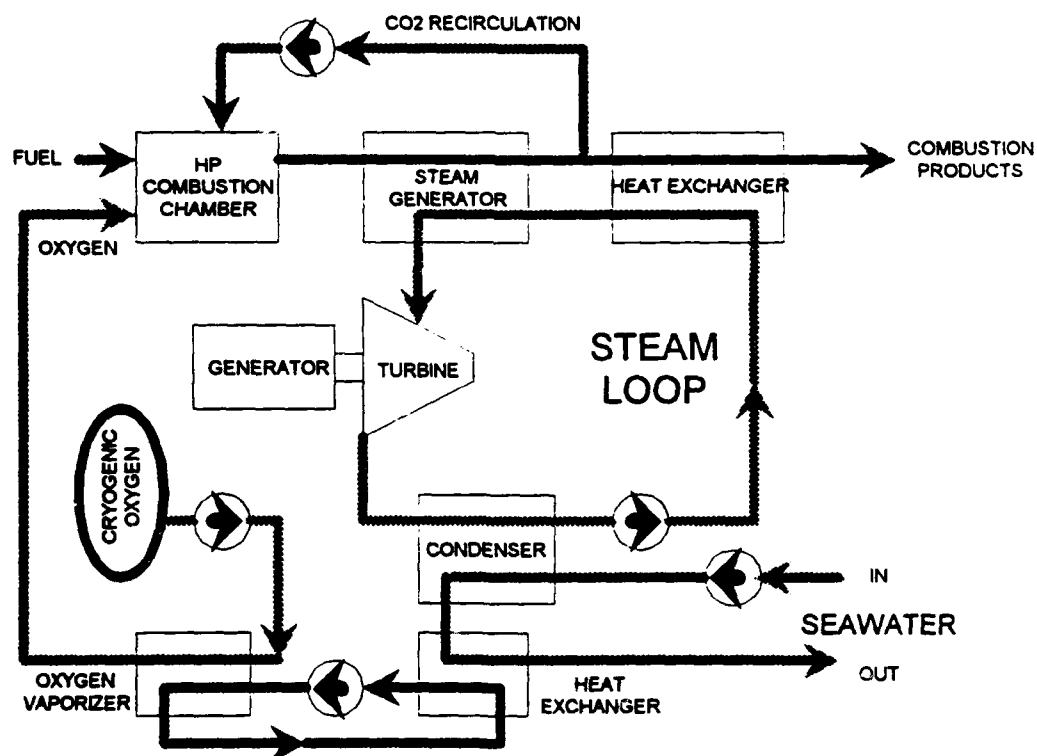 CO2 RECIRCULATION
FUEL
HP
COMBUSTION
CHAMBER
STEAM
GENERATOR
HEAT EXCHANGER
COMBUSTION
PRODUCTS
OXYGEN
GENERATOR
TURBINE
STEAM
LOOP
CRYOGENIC
OXYGEN
CONDENSER
IN
SEAWATER
OUT
OXYGEN
VAPORIZER
HEAT
EXCHANGER